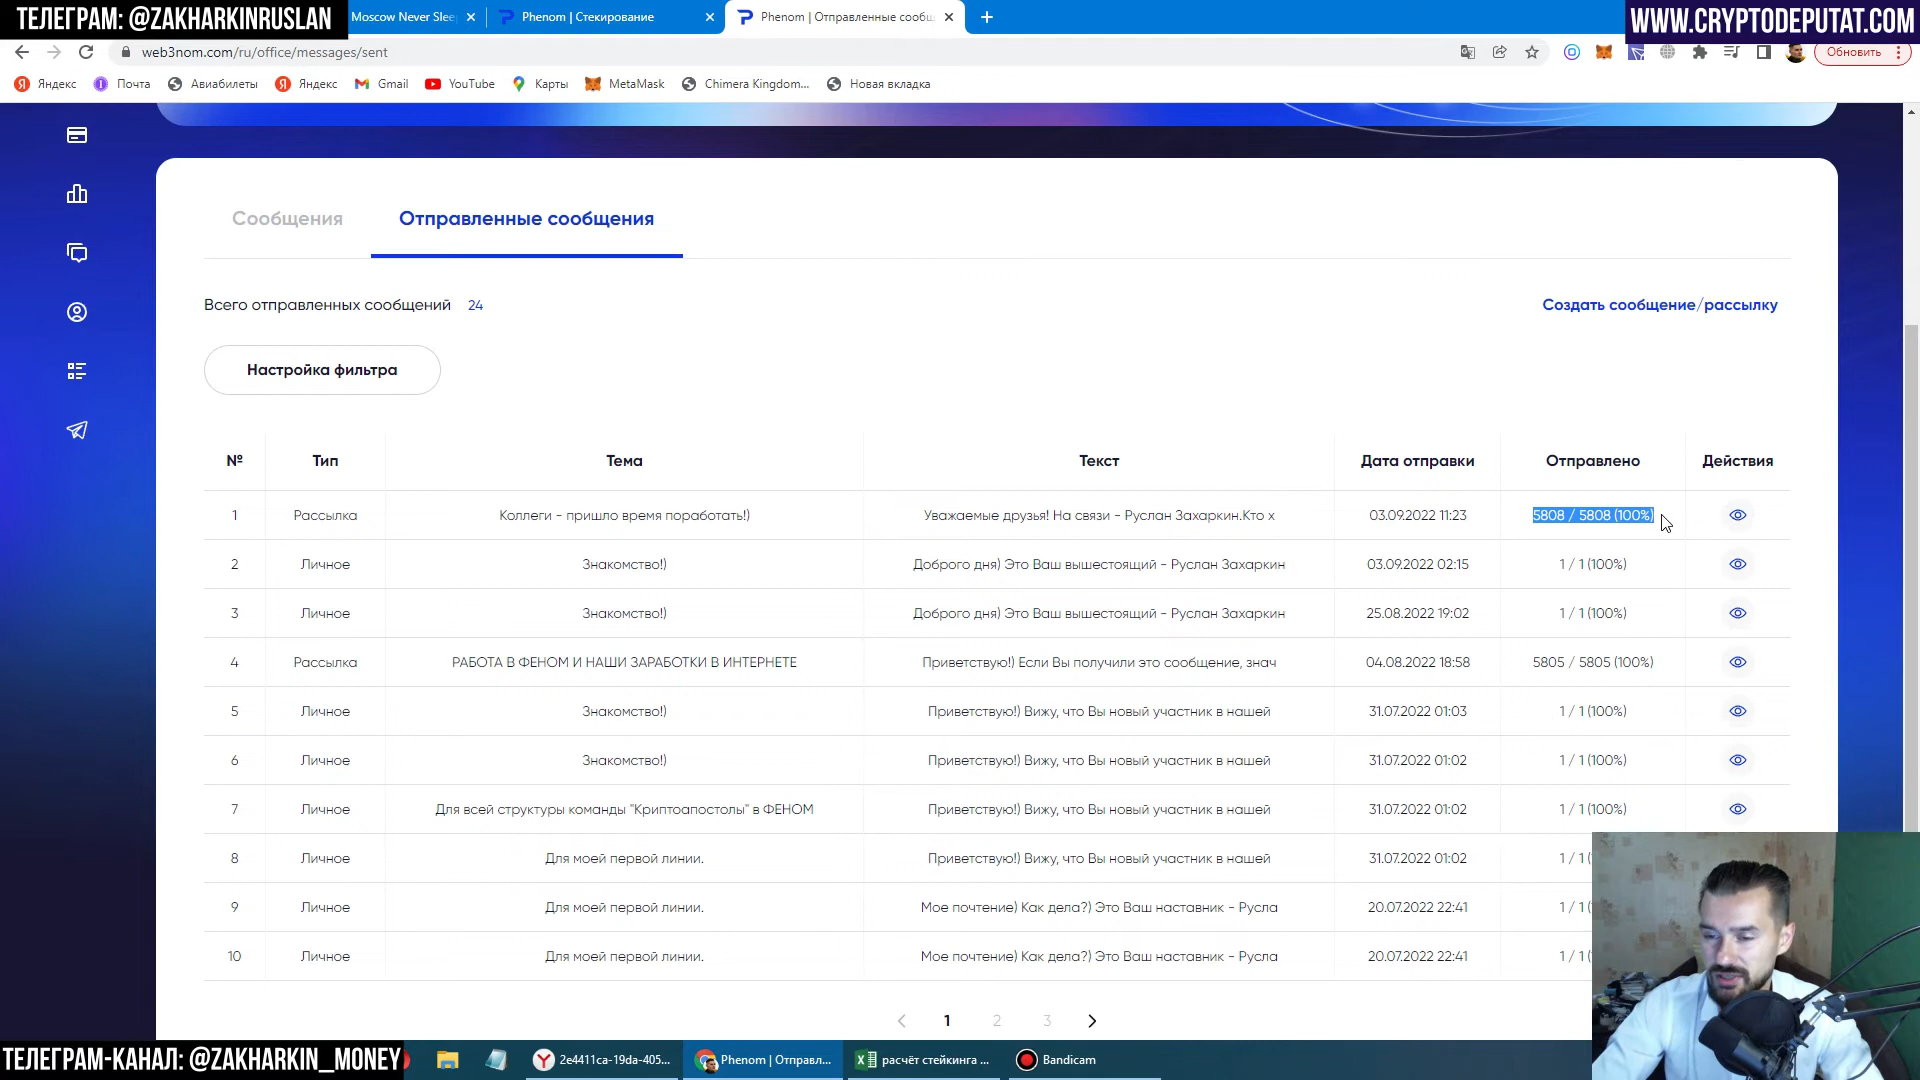 ТЕЛЕГРАМ: @ZAKHARKINRUSLAN
Moscow Never Slee
Phenom | Стекирование
Phenom | Отправленные сообщ
WWW.CRYPTODEPUTAT.COM
web3nom.com/ru/office/messages/sent
Обновить
Яндекс
Почта
Авиабилеты
Яндекс
Gmail
YouTube
Карты
MetaMask
Chimera Kingdom...
Новая вкладка
Сообщения
Отправленные сообщения
Всего отправленных сообщений 24
Создать сообщение/рассылку
Настройка фильтра
№ Тип Тема Текст Дата отправки Отправлено Действия
1 Рассылка Коллеги - пришло время поработать!) Уважаемые друзья! На связи - Руслан Захаркин.Кто х 03.09.2022 11:23 5808 / 5808 (100%)
2 Личное Знакомство!) Доброго дня) Это Ваш вышестоящий - Руслан Захаркин 03.09.2022 02:15 1 / 1 (100%)
3 Личное Знакомство!) Доброго дня) Это Ваш вышестоящий - Руслан Захаркин 25.08.2022 19:02 1 / 1 (100%)
4 Рассылка РАБОТА В ФЕНОМ И НАШИ ЗАРАБОТКИ В ИНТЕРНЕТЕ Приветствую!) Если Вы получили это сообщение, знач 04.08.2022 18:58 5805 / 5805 (100%)
5 Личное Знакомство!) Приветствую!) Вижу, что Вы новый участник в нашей 31.07.2022 01:03 1 / 1 (100%)
6 Личное Знакомство!) Приветствую!) Вижу, что Вы новый участник в нашей 31.07.2022 01:02 1 / 1 (100%)
7 Личное Для всей структуры команды "Криптоапостолы" в ФЕНОМ Приветствую!) Вижу, что Вы новый участник в нашей 31.07.2022 01:02 1 / 1 (100%)
8 Личное Для моей первой линии. Приветствую!) Вижу, что Вы новый участник в нашей 31.07.2022 01:02 1 / 1 (
9 Личное Для моей первой линии. Мое почтение) Как дела?) Это Ваш наставник - Русла 20.07.2022 22:41 1 / 1 (
10 Личное Для моей первой линии. Мое почтение) Как дела?) Это Ваш наставник - Русла 20.07.2022 22:41 1 / 1 (
1 2 3
ТЕЛЕГРАМ-КАНАЛ: @ZAKHARKIN_MONEY
2e4411ca-19da-405...
Phenom | Отправл...
расчёт стейкинга ...
Bandicam